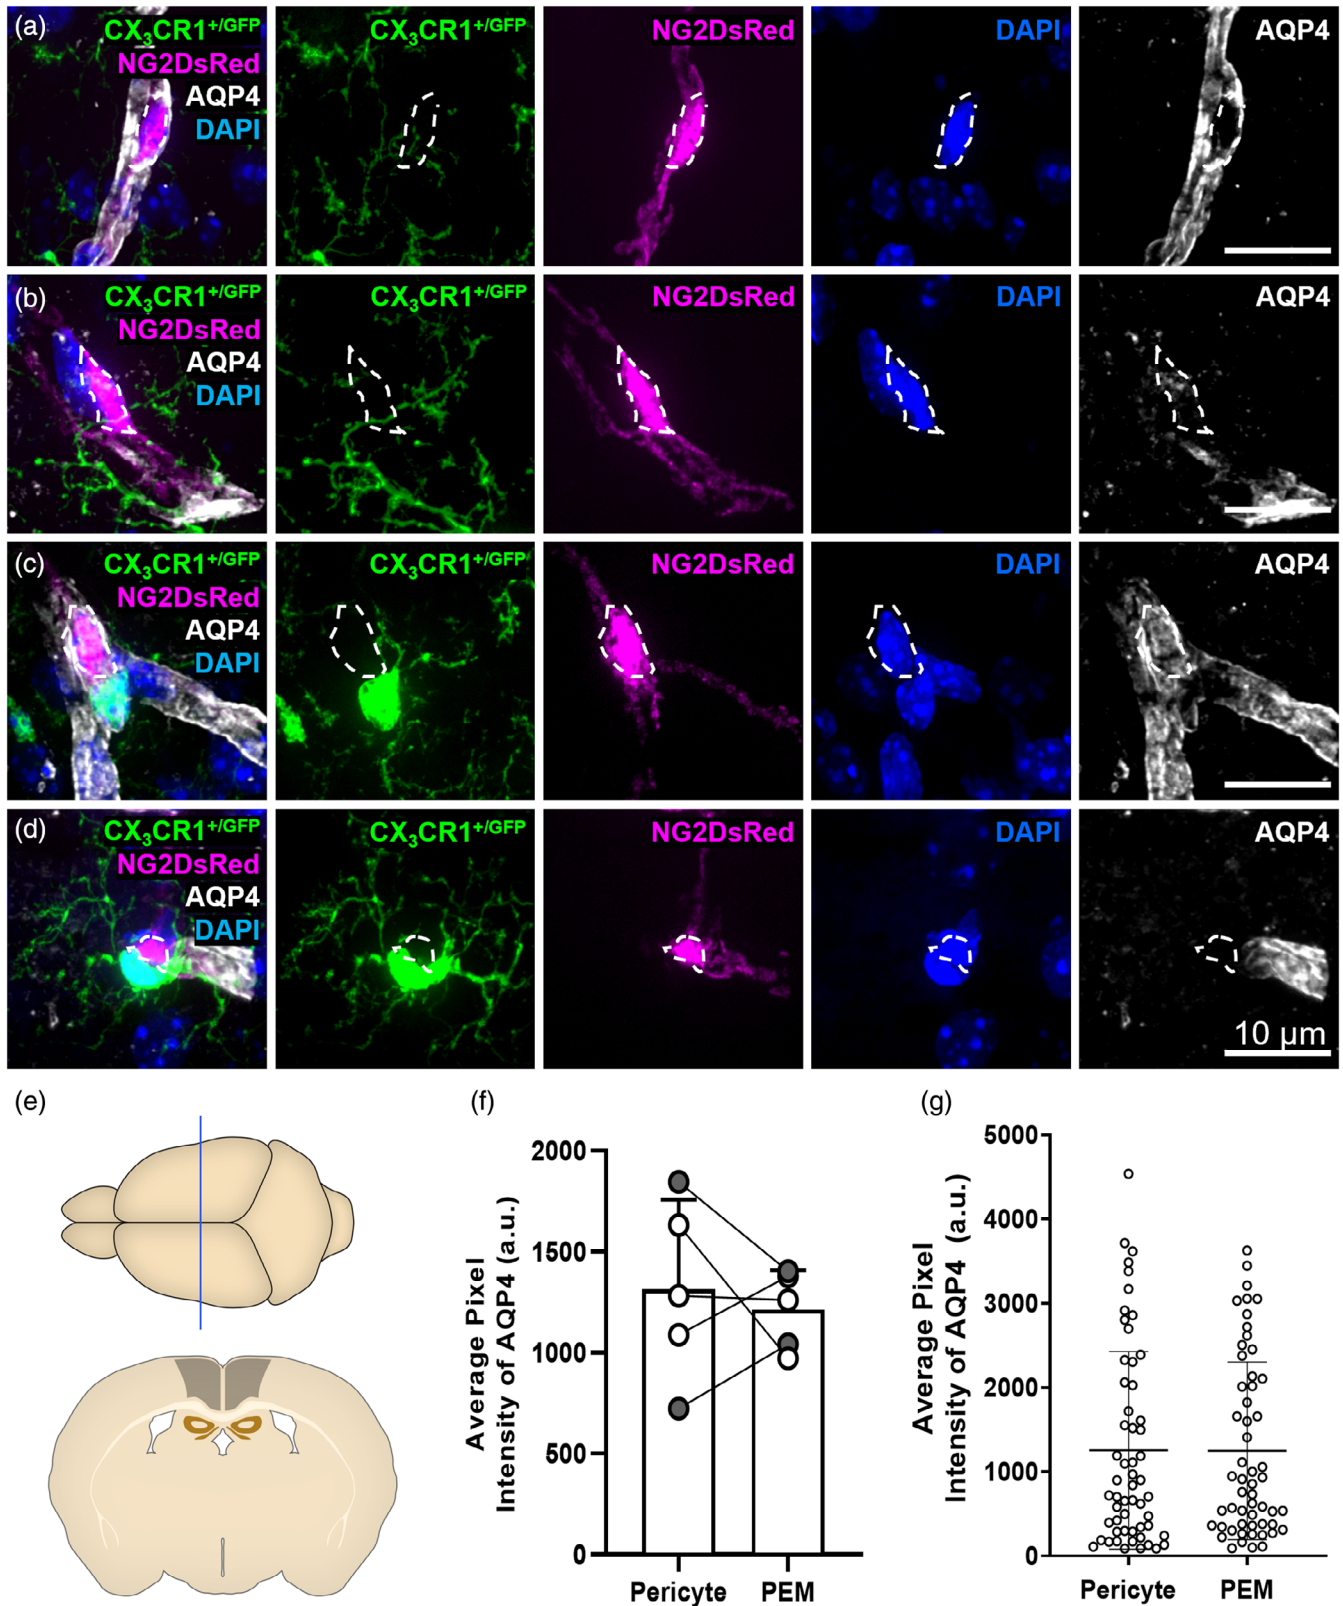 (a) CX3CR1+/GFP CX3CR1+/GFP NG2DsRed DAPI AQP4
NG2DsRed
AQP4
DAPI
(b) CX3CR1+/GFP CX3CR1+/GFP NG2DsRed DAPI AQP4
NG2DsRed
AQP4
DAPI
(c) CX3CR1+/GFP CX3CR1+/GFP NG2DsRed DAPI AQP4
NG2DsRed
AQP4
DAPI
(d) CX3CR1+/GFP CX3CR1+/GFP NG2DsRed DAPI AQP4
NG2DsRed
AQP4
DAPI
10 µm
(e)
(f)
Average Pixel
Intensity of AQP4 (a.u.)
2000
1500
1000
500
0
Pericyte PEM
(g)
Average Pixel
Intensity of AQP4 (a.u.)
5000
4000
3000
2000
1000
0
Pericyte PEM